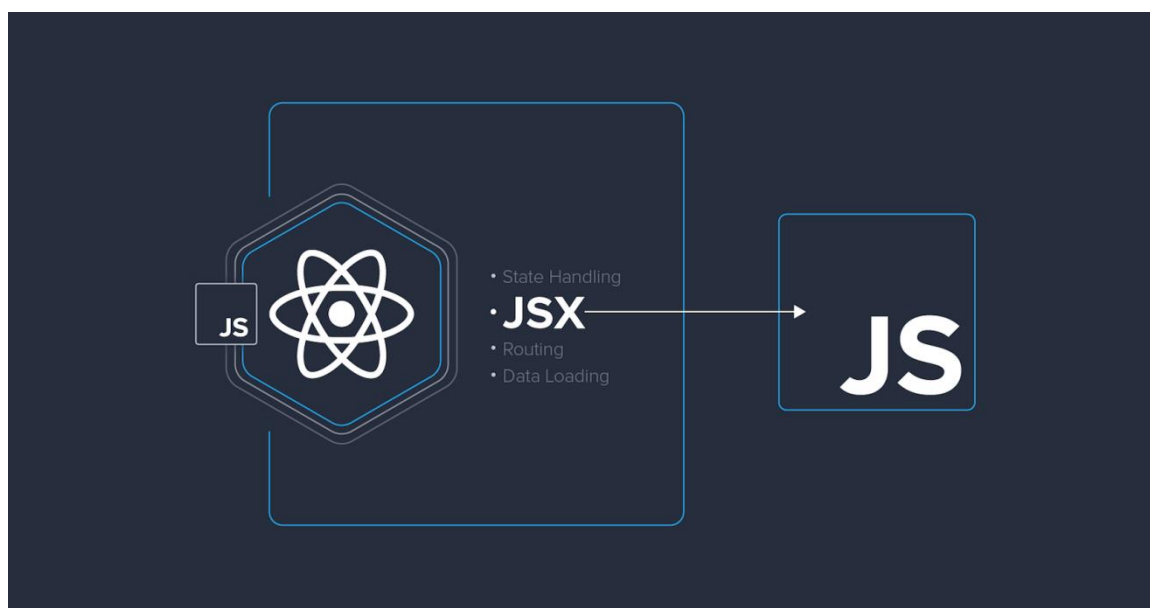 JS
• State Handling
• JSX
• Routing
• Data Loading
JS